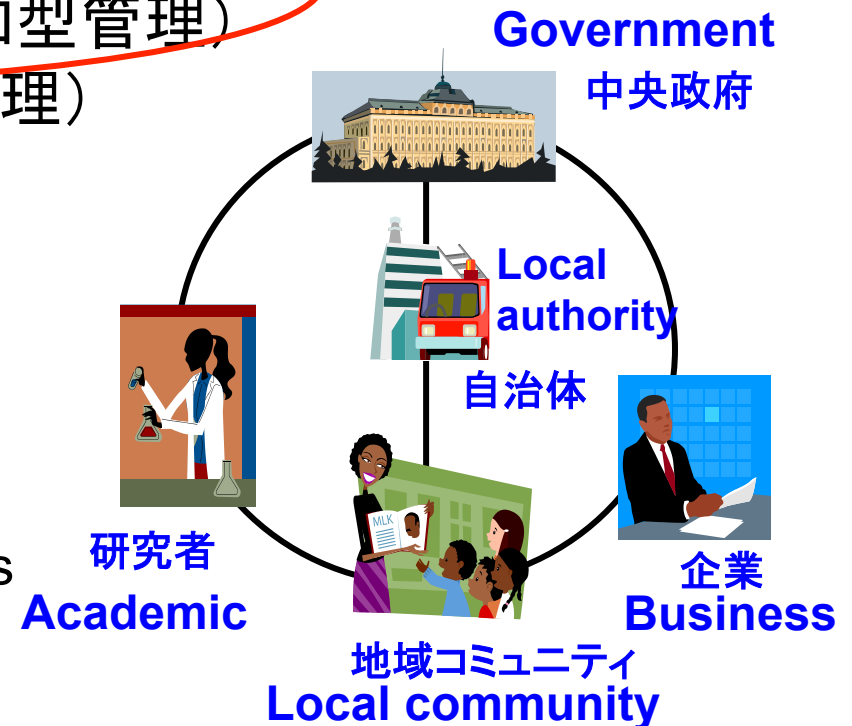 型管理)
理)
Government
中央政府
Local
authority
自治体
MLK
研究者
s
Academic
企業
Business
地域コミュニティ
Local community